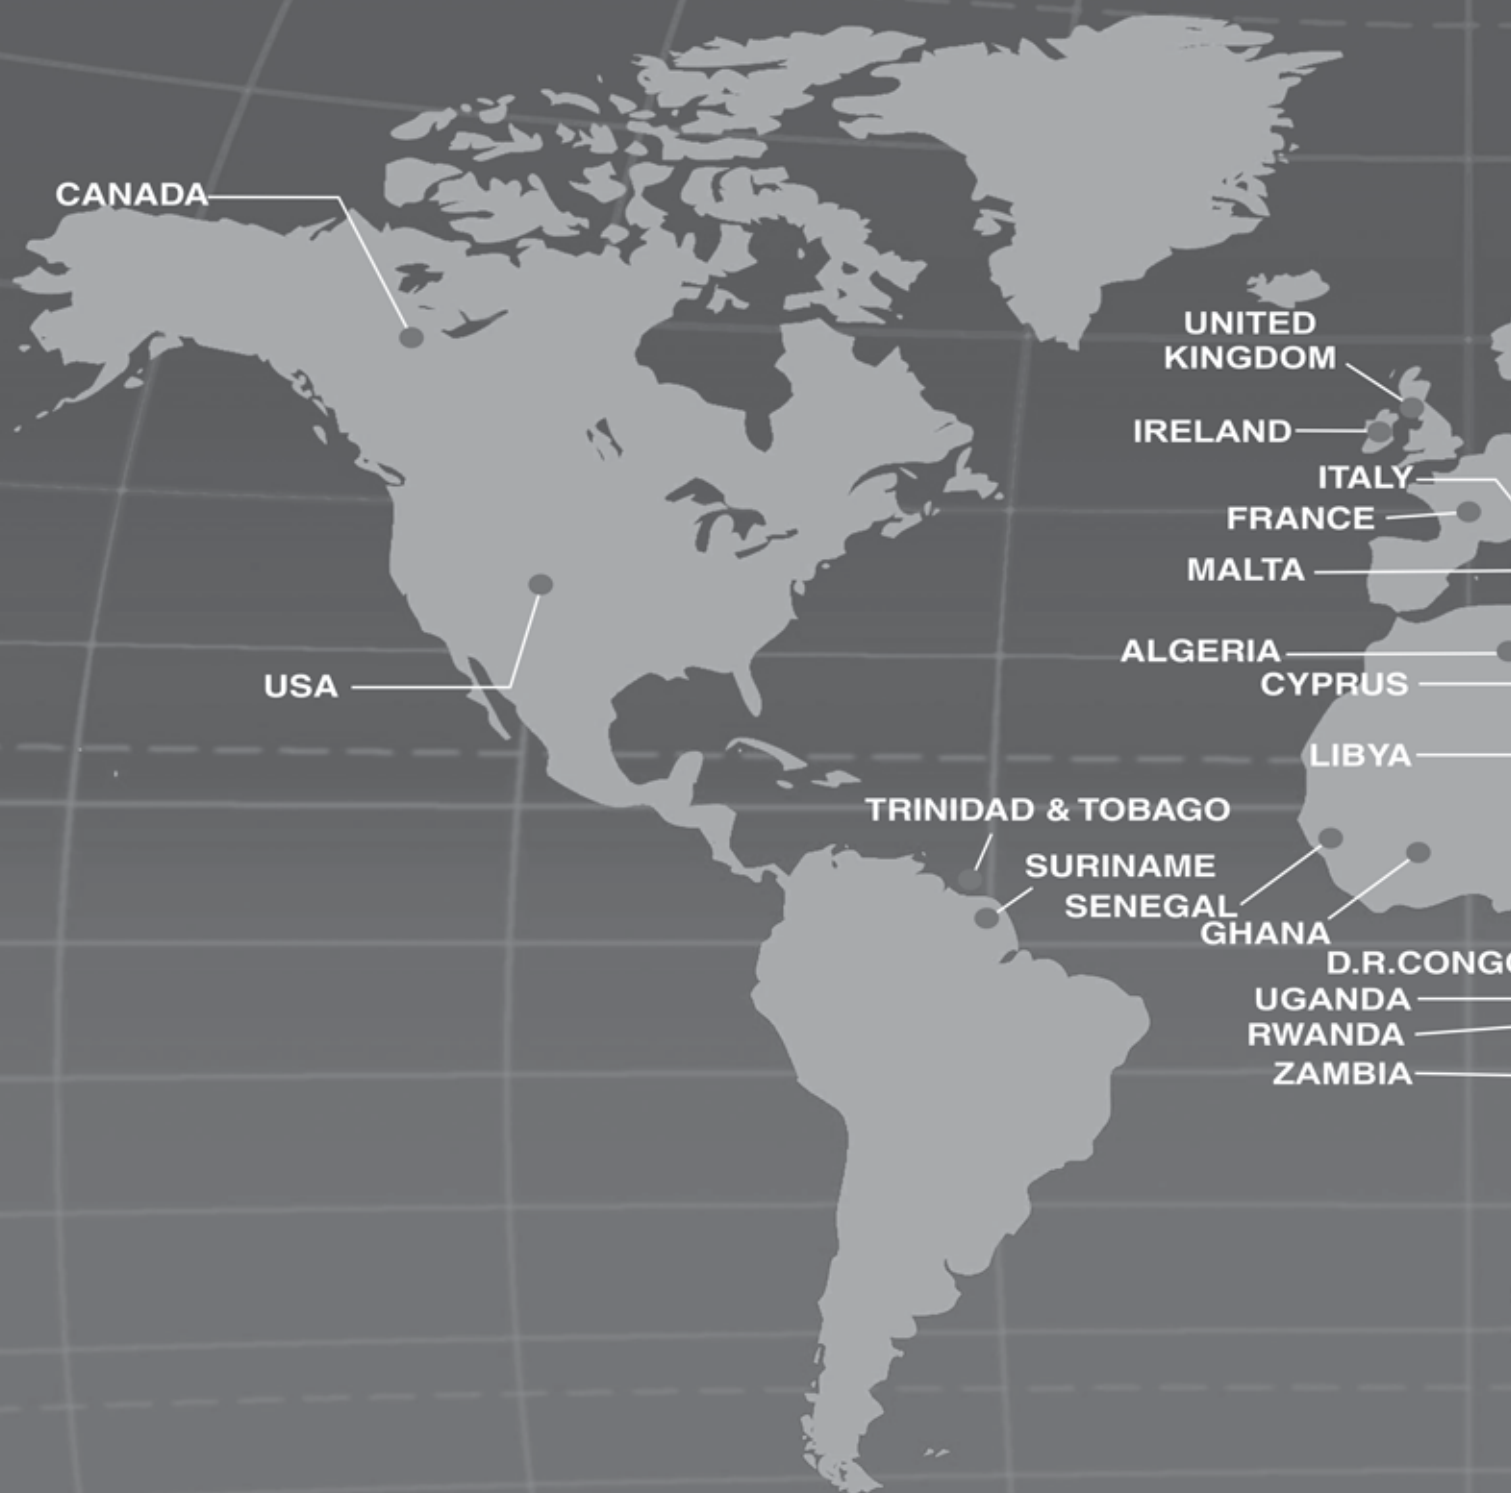 CANADA
UNITED
KINGDOM
IRELAND
ITALY
FRANCE
MALTA
ALGERIA
CYPRUS
USA
LIBYA
TRINIDAD & TOBAGO
SURINAME
SENEGAL
GHANA
D.R.CONGO
UGANDA
RWANDA
ZAMBIA